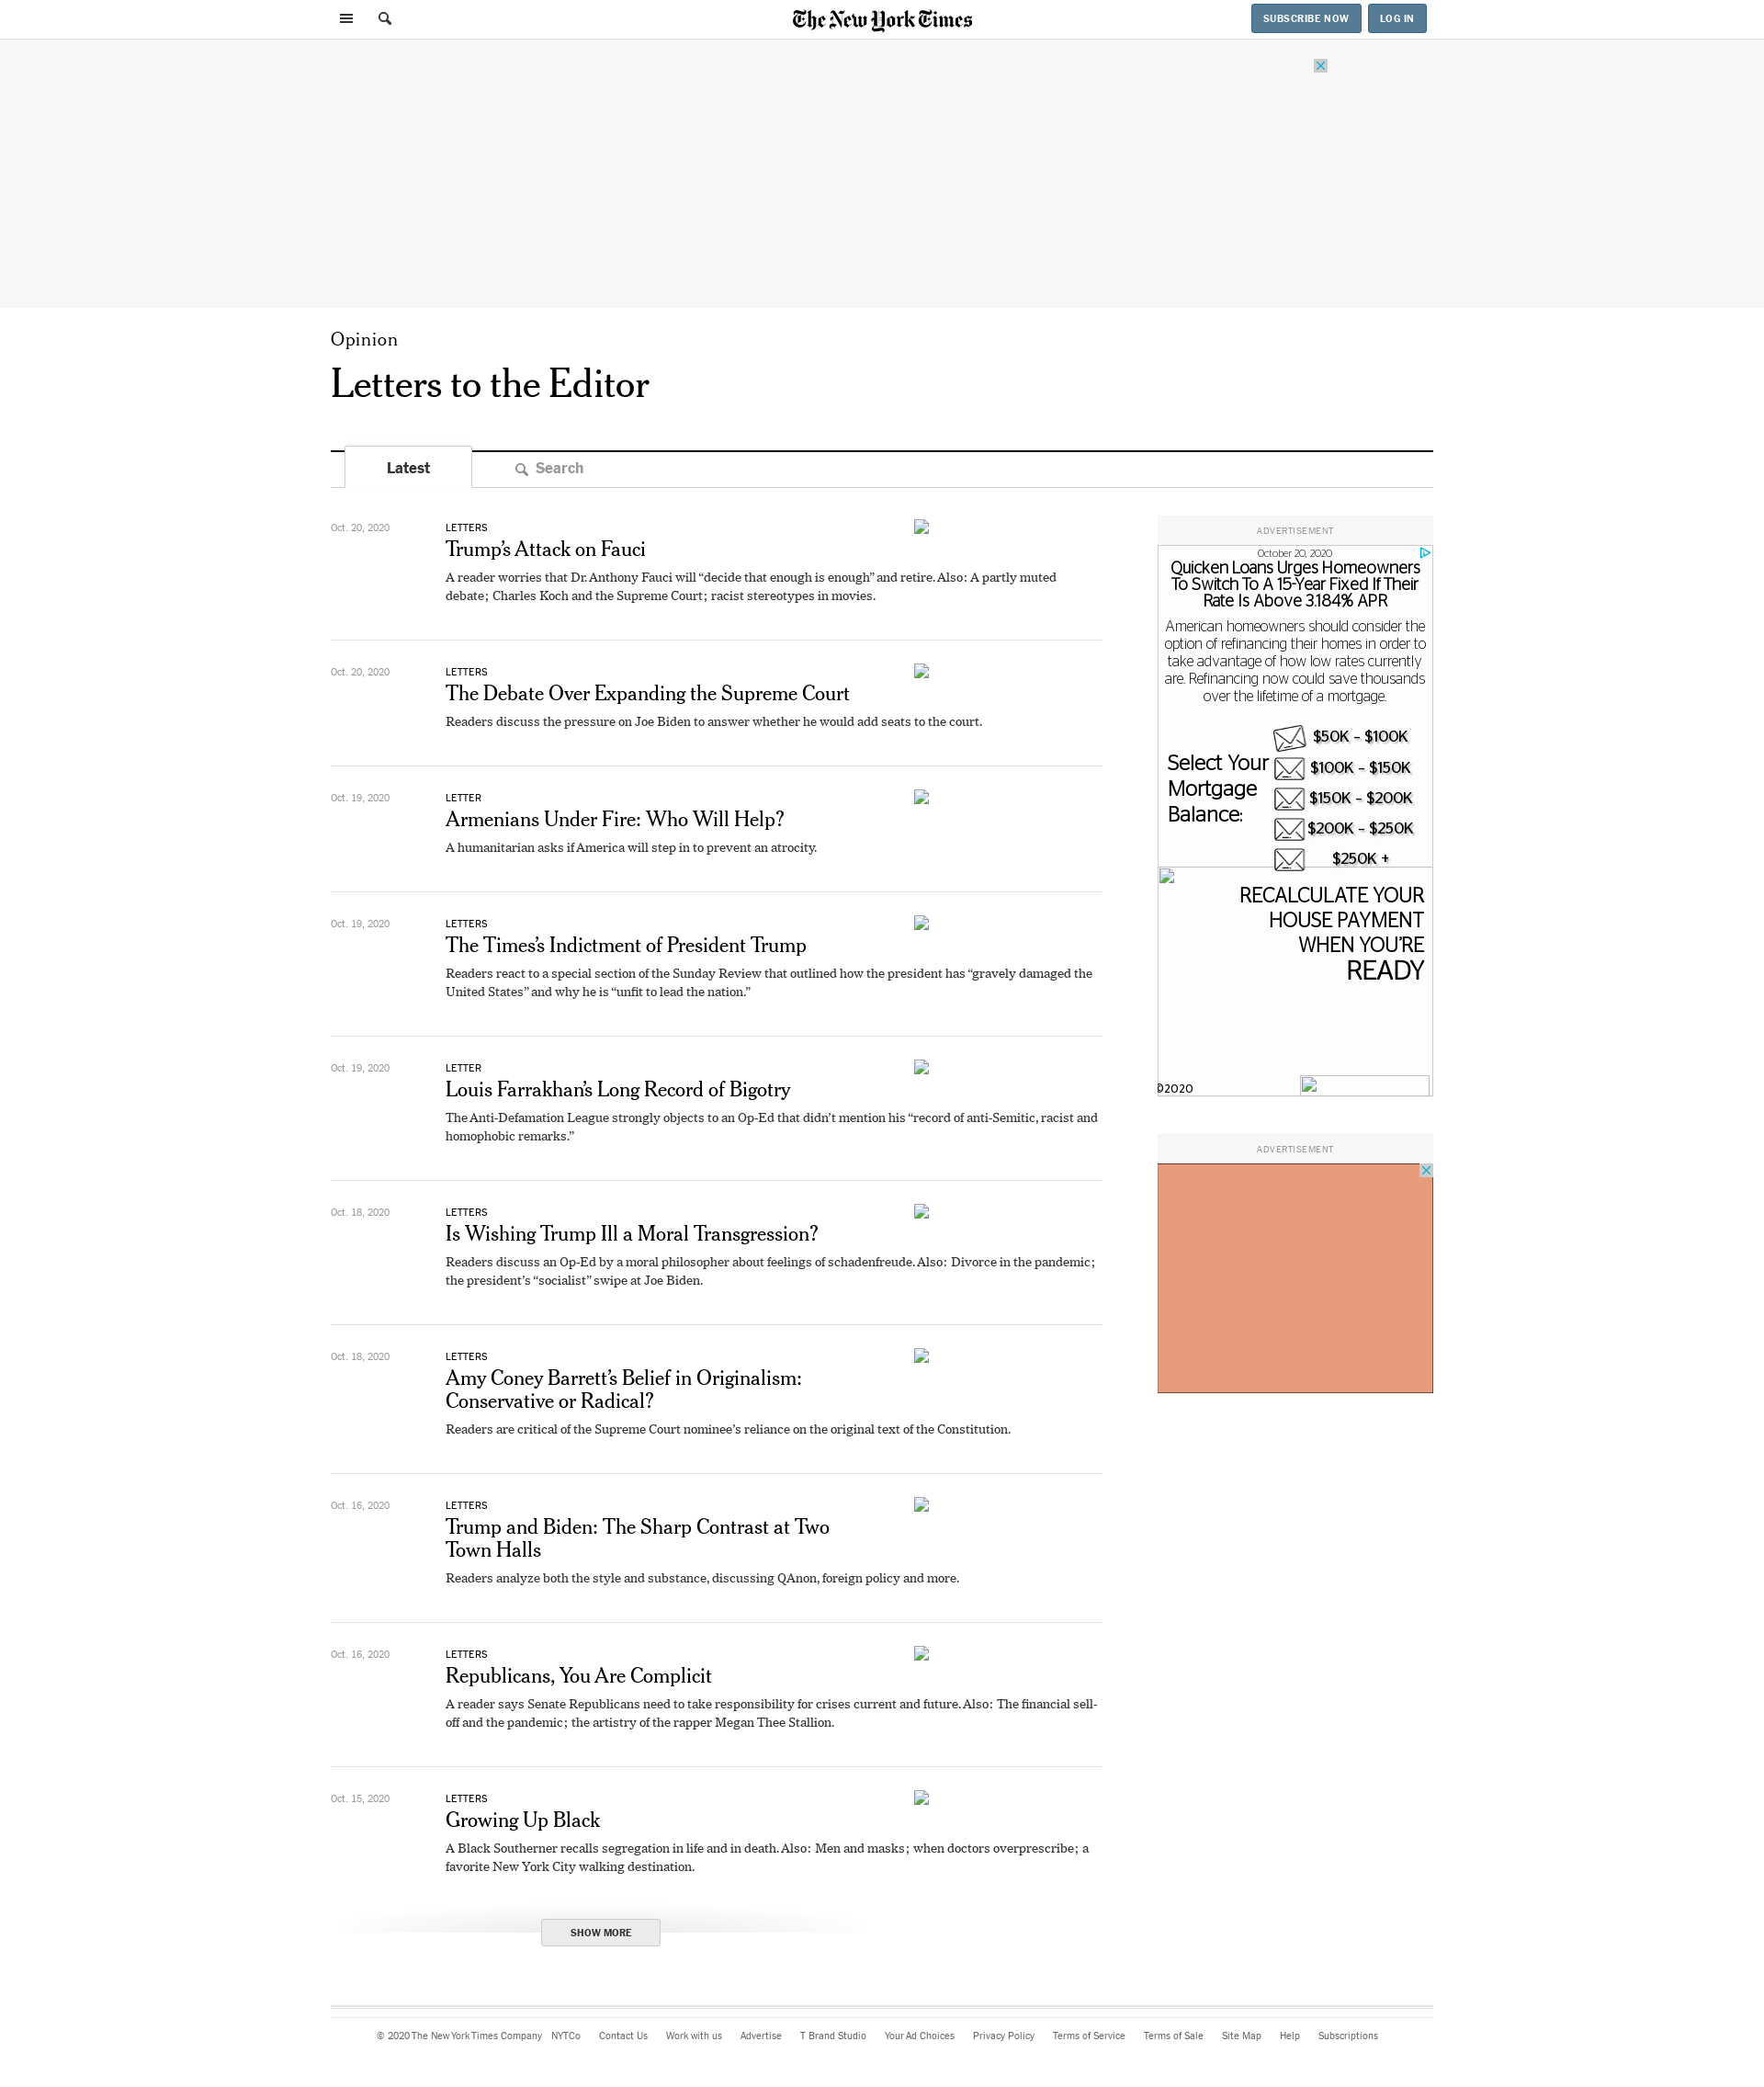 The New York Times
SUBSCRIBE NOW
LOG IN
Opinion
Letters to the Editor
Latest
Search
Oct. 20, 2020
LETTERS
Trump’s Attack on Fauci
A reader worries that Dr. Anthony Fauci will “decide that enough is enough” and retire. Also: A partly muted
debate; Charles Koch and the Supreme Court; racist stereotypes in movies.
Oct. 20, 2020
LETTERS
The Debate Over Expanding the Supreme Court
Readers discuss the pressure on Joe Biden to answer whether he would add seats to the court.
Oct. 19, 2020
LETTER
Armenians Under Fire: Who Will Help?
A humanitarian asks if America will step in to prevent an atrocity.
Oct. 19, 2020
LETTERS
The Times’s Indictment of President Trump
Readers react to a special section of the Sunday Review that outlined how the president has “gravely damaged the
United States” and why he is “unfit to lead the nation.”
Oct. 19, 2020
LETTER
Louis Farrakhan’s Long Record of Bigotry
The Anti-Defamation League strongly objects to an Op-Ed that didn’t mention his “record of anti-Semitic, racist and
homophobic remarks.”
Oct. 18, 2020
LETTERS
Is Wishing Trump Ill a Moral Transgression?
Readers discuss an Op-Ed by a moral philosopher about feelings of schadenfreude. Also: Divorce in the pandemic;
the president’s “socialist” swipe at Joe Biden.
Oct. 18, 2020
LETTERS
Amy Coney Barrett’s Belief in Originalism:
Conservative or Radical?
Readers are critical of the Supreme Court nominee’s reliance on the original text of the Constitution.
Oct. 16, 2020
LETTERS
Trump and Biden: The Sharp Contrast at Two
Town Halls
Readers analyze both the style and substance, discussing QAnon, foreign policy and more.
Oct. 16, 2020
LETTERS
Republicans, You Are Complicit
A reader says Senate Republicans need to take responsibility for crises current and future. Also: The financial sell-
off and the pandemic; the artistry of the rapper Megan Thee Stallion.
Oct. 15, 2020
LETTERS
Growing Up Black
A Black Southerner recalls segregation in life and in death. Also: Men and masks; when doctors overprescribe; a
favorite New York City walking destination.
SHOW MORE
ADVERTISEMENT
October 20, 2020
Quicken Loans Urges Homeowners
To Switch To A 15-Year Fixed If Their
Rate Is Above 3.184% APR
American homeowners should consider the
option of refinancing their homes in order to
take advantage of how low rates currently
are. Refinancing now could save thousands
over the lifetime of a mortgage.
Select Your
Mortgage
Balance:
$50K - $100K
$100K - $150K
$150K - $200K
$200K - $250K
$250K +
RECALCULATE YOUR
HOUSE PAYMENT
WHEN YOU'RE
READY
©2020
ADVERTISEMENT
© 2020 The New York Times Company NYTCo Contact Us Work with us Advertise T Brand Studio Your Ad Choices Privacy Policy Terms of Service Terms of Sale Site Map Help Subscriptions